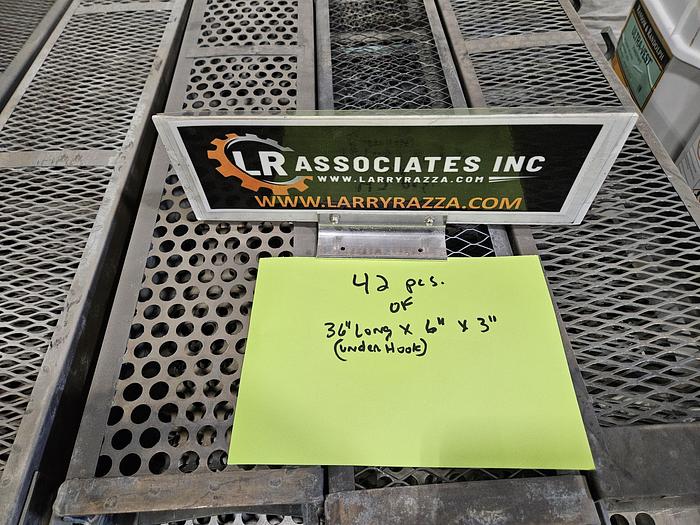 LR ASSOCIATES INC
WWW.LARRYRAZZA.COM
WWW.LARRYRAZZA.COM
42 pcs.
OF
36" Long x 6" x 3"
(under Hook)